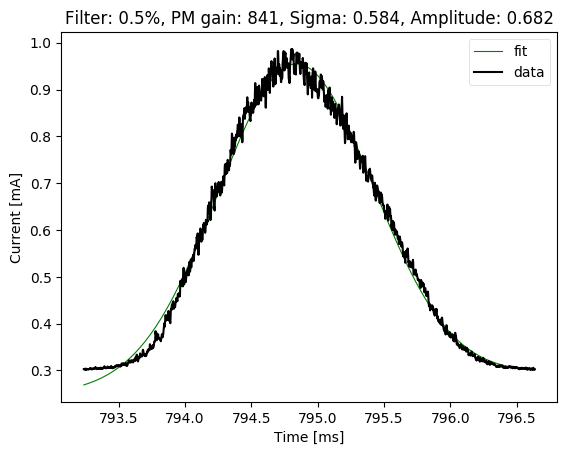 Filter: 0.5%, PM gain: 841, Sigma: 0.584, Amplitude: 0.682
fit
data
Current [mA]
1.0
0.9
0.8
0.7
0.6
0.5
0.4
0.3
793.5 794.0 794.5 794.8 795.0 795.5 796.0 796.5
Time [ms]